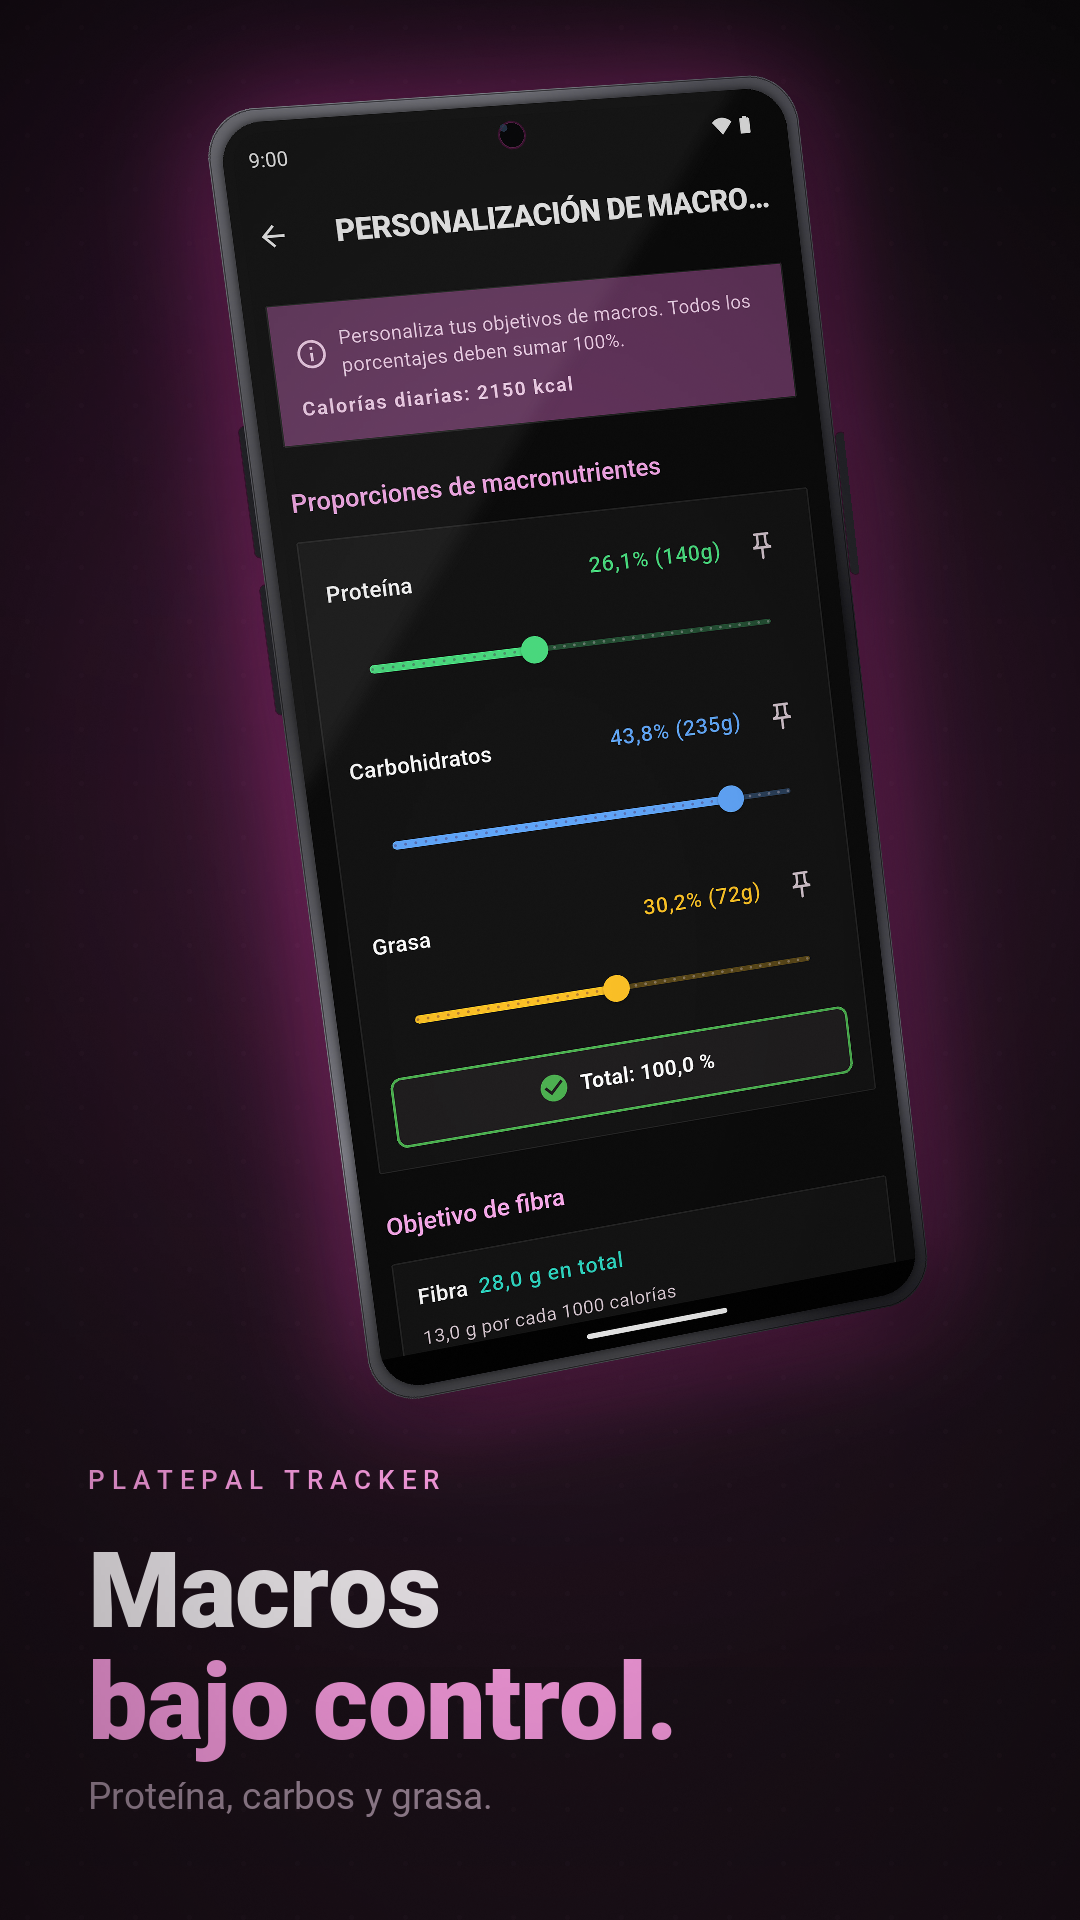 9:00
PERSONALIZACIÓN DE MACRO...
Personaliza tus objetivos de macros. Todos los
porcentajes deben sumar 100%.
Calorías diarias: 2150 kcal
Proporciones de macronutrientes
Proteína 26,1% (140g)
Carbohidratos 43,8% (235g)
Grasa 30,2% (72g)
Total: 100,0 %
Objetivo de fibra
Fibra 28,0 g en total
13,0 g por cada 1000 calorías
PLATEPAL TRACKER
Macros
bajo control.
Proteína, carbos y grasa.